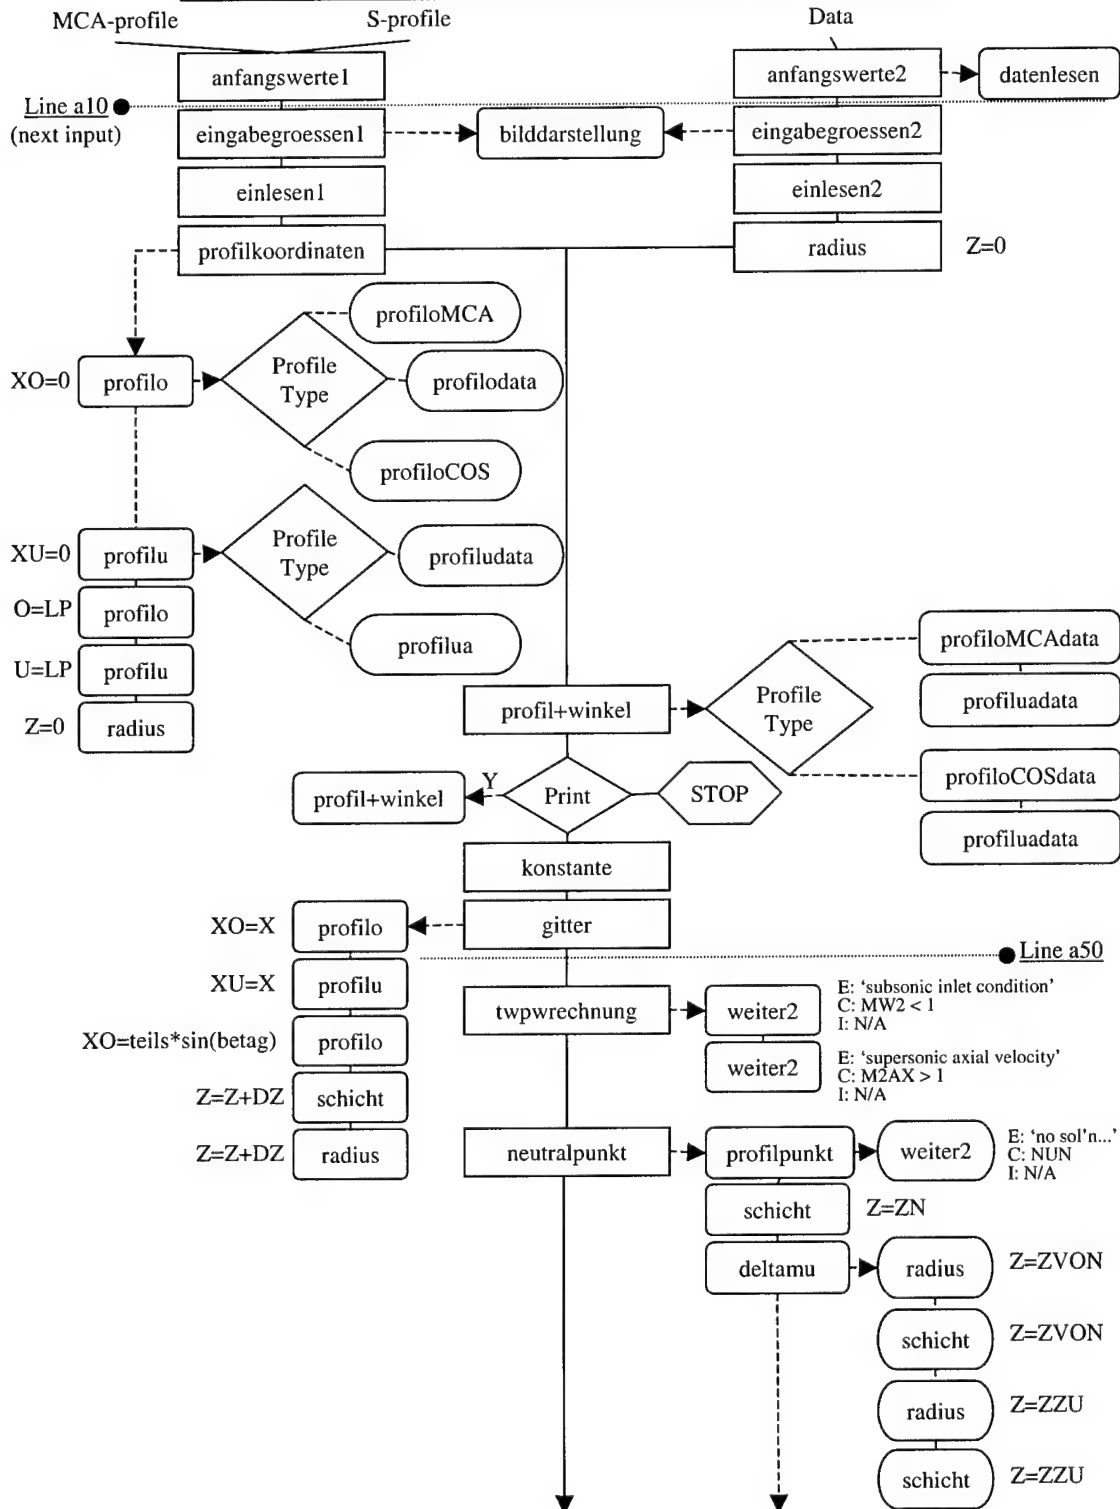 MCA-profile
S-profile
Data
anfangswerte1
anfangswerte2
datenlesen
Line a10
(next input)
eingabegroessen1
bilddarstellung
eingabegroessen2
einlesen1
einlesen2
profilkoordinaten
radius
Z=0
profiloMCA
XO=0
profilo
Profile
Type
profilodata
profiloCOS
XU=0
profilu
Profile
Type
profiludata
O=LP
profilo
U=LP
profilu
profilua
Z=0
radius
profil+winkel
Profile
Type
profiloMCAdata
profiluadata
profiloCOSdata
profiluadata
profil+winkel
Y
Print
STOP
konstante
XO=X
profilo
gitter
Line a50
XU=X
profilu
twpwrechnung
weiter2
E: ‘subsonic inlet condition’
C: MW2 < 1
I: N/A
XO=teils*sin(betag)
profilo
weiter2
E: ‘supersonic axial velocity’
C: M2AX > 1
I: N/A
Z=Z+DZ
schicht
Z=Z+DZ
radius
neutralpunkt
profilpunkt
weiter2
E: ‘no sol’n...’
C: NUN
I: N/A
schicht
Z=ZN
deltamu
radius
Z=ZVON
schicht
Z=ZVON
radius
Z=ZZU
schicht
Z=ZZU